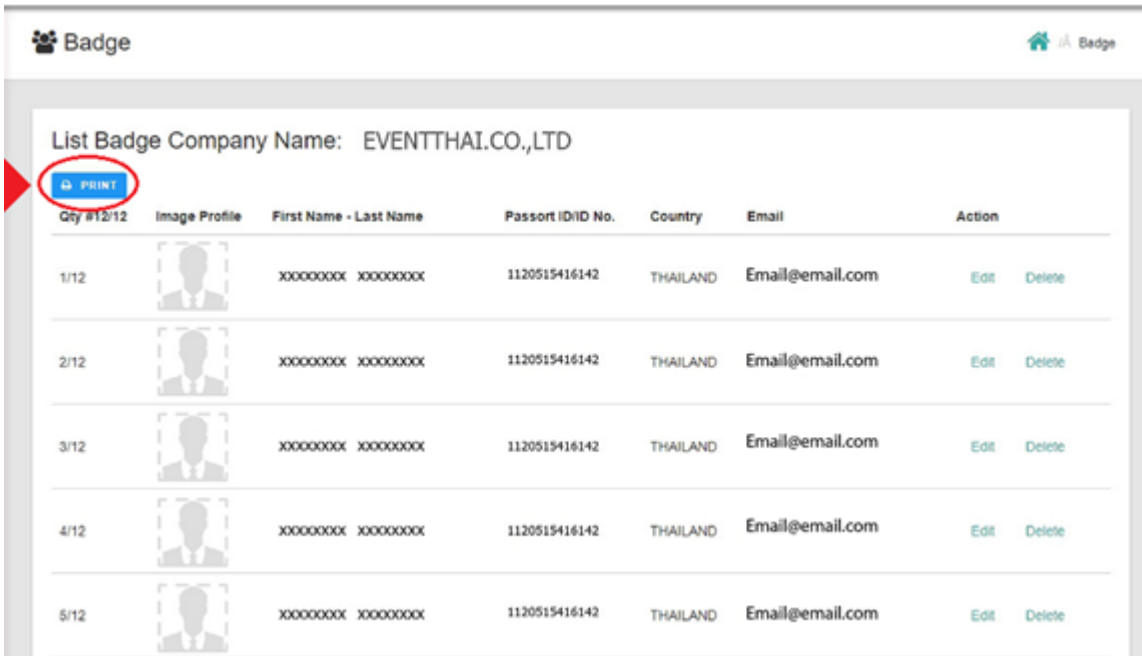 Badge
/Â Badge
List Badge Company Name: EVENTTHAI.CO.,LTD
PRINT
Qty #12/12 Image Profile First Name - Last Name Passort ID/ID No. Country Email Action
1/12 XXXXXXXX XXXXXXXX 1120515416142 THAILAND Email@email.com Edit Delete
2/12 XXXXXXXX XXXXXXXX 1120515416142 THAILAND Email@email.com Edit Delete
3/12 XXXXXXXX XXXXXXXX 1120515416142 THAILAND Email@email.com Edit Delete
4/12 XXXXXXXX XXXXXXXX 1120515416142 THAILAND Email@email.com Edit Delete
5/12 XXXXXXXX XXXXXXXX 1120515416142 THAILAND Email@email.com Edit Delete